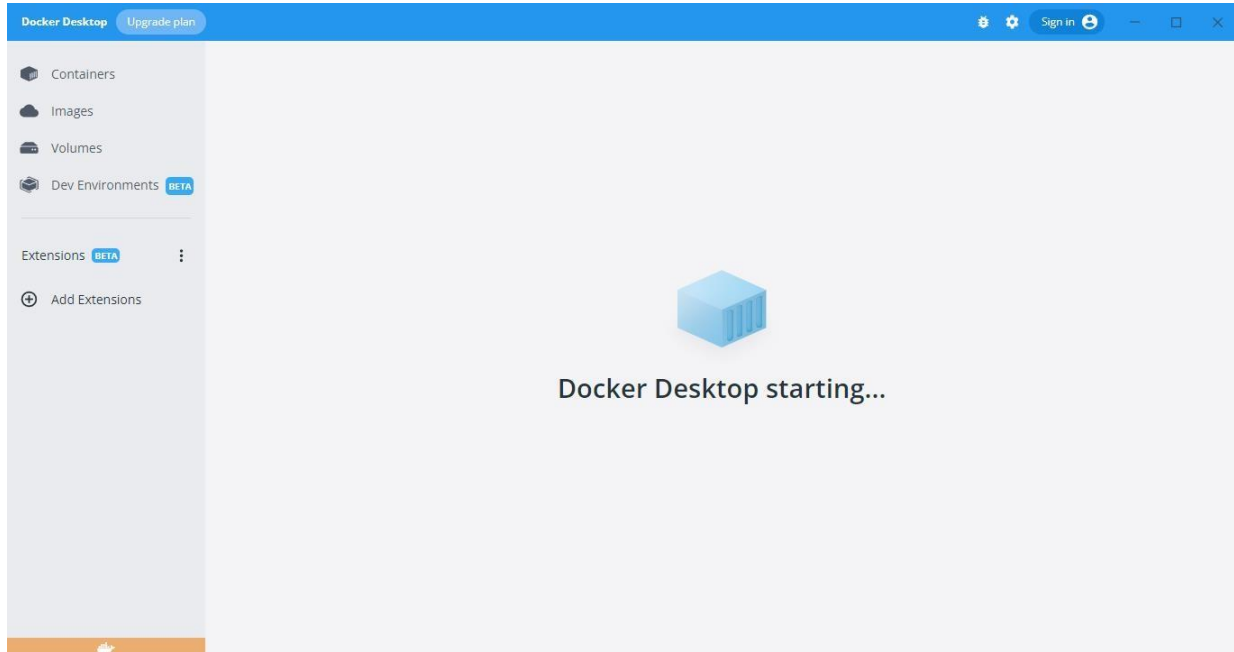 Docker Desktop Upgrade plan Sign in
Containers
Images
Volumes
Dev Environments BETA
Extensions BETA
Add Extensions
Docker Desktop starting...